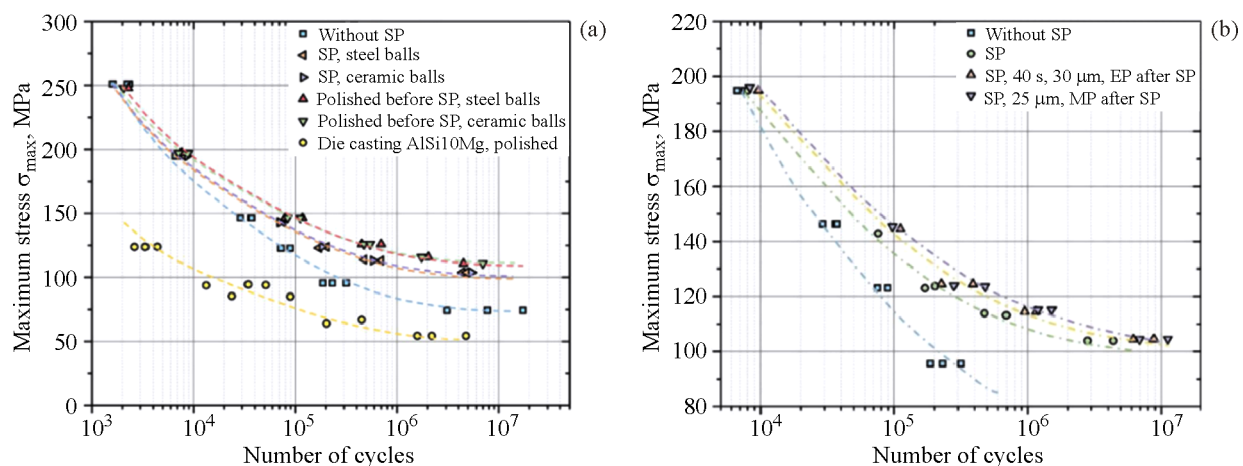 300
250
200
150
100
50
0
Maximum stress σmax, MPa
Without SP
SP, steel balls
SP, ceramic balls
Polished before SP, steel balls
Polished before SP, ceramic balls
Die casting AlSi10Mg, polished
(a)
10³ 10⁴ 10⁵ 10⁶ 10⁷
Number of cycles
220
200
180
160
140
120
100
80
Maximum stress σmax, MPa
Without SP
SP
SP, 40 s, 30 μm, EP after SP
SP, 25 μm, MP after SP
(b)
10⁴ 10⁵ 10⁶ 10⁷
Number of cycles